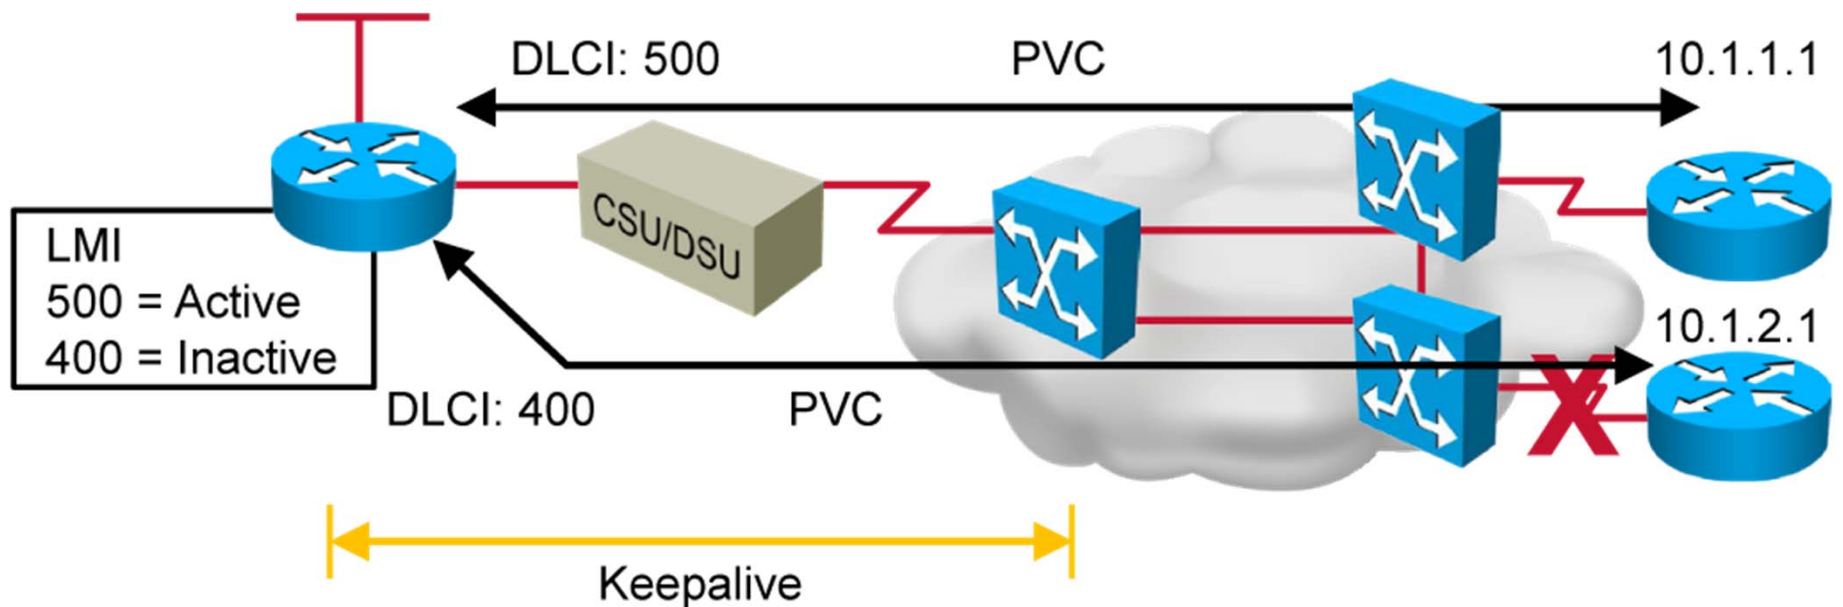 DLCI: 500
PVC
10.1.1.1
CSU/DSU
LMI
500 = Active
400 = Inactive
10.1.2.1
DLCI: 400
PVC
X
Keepalive